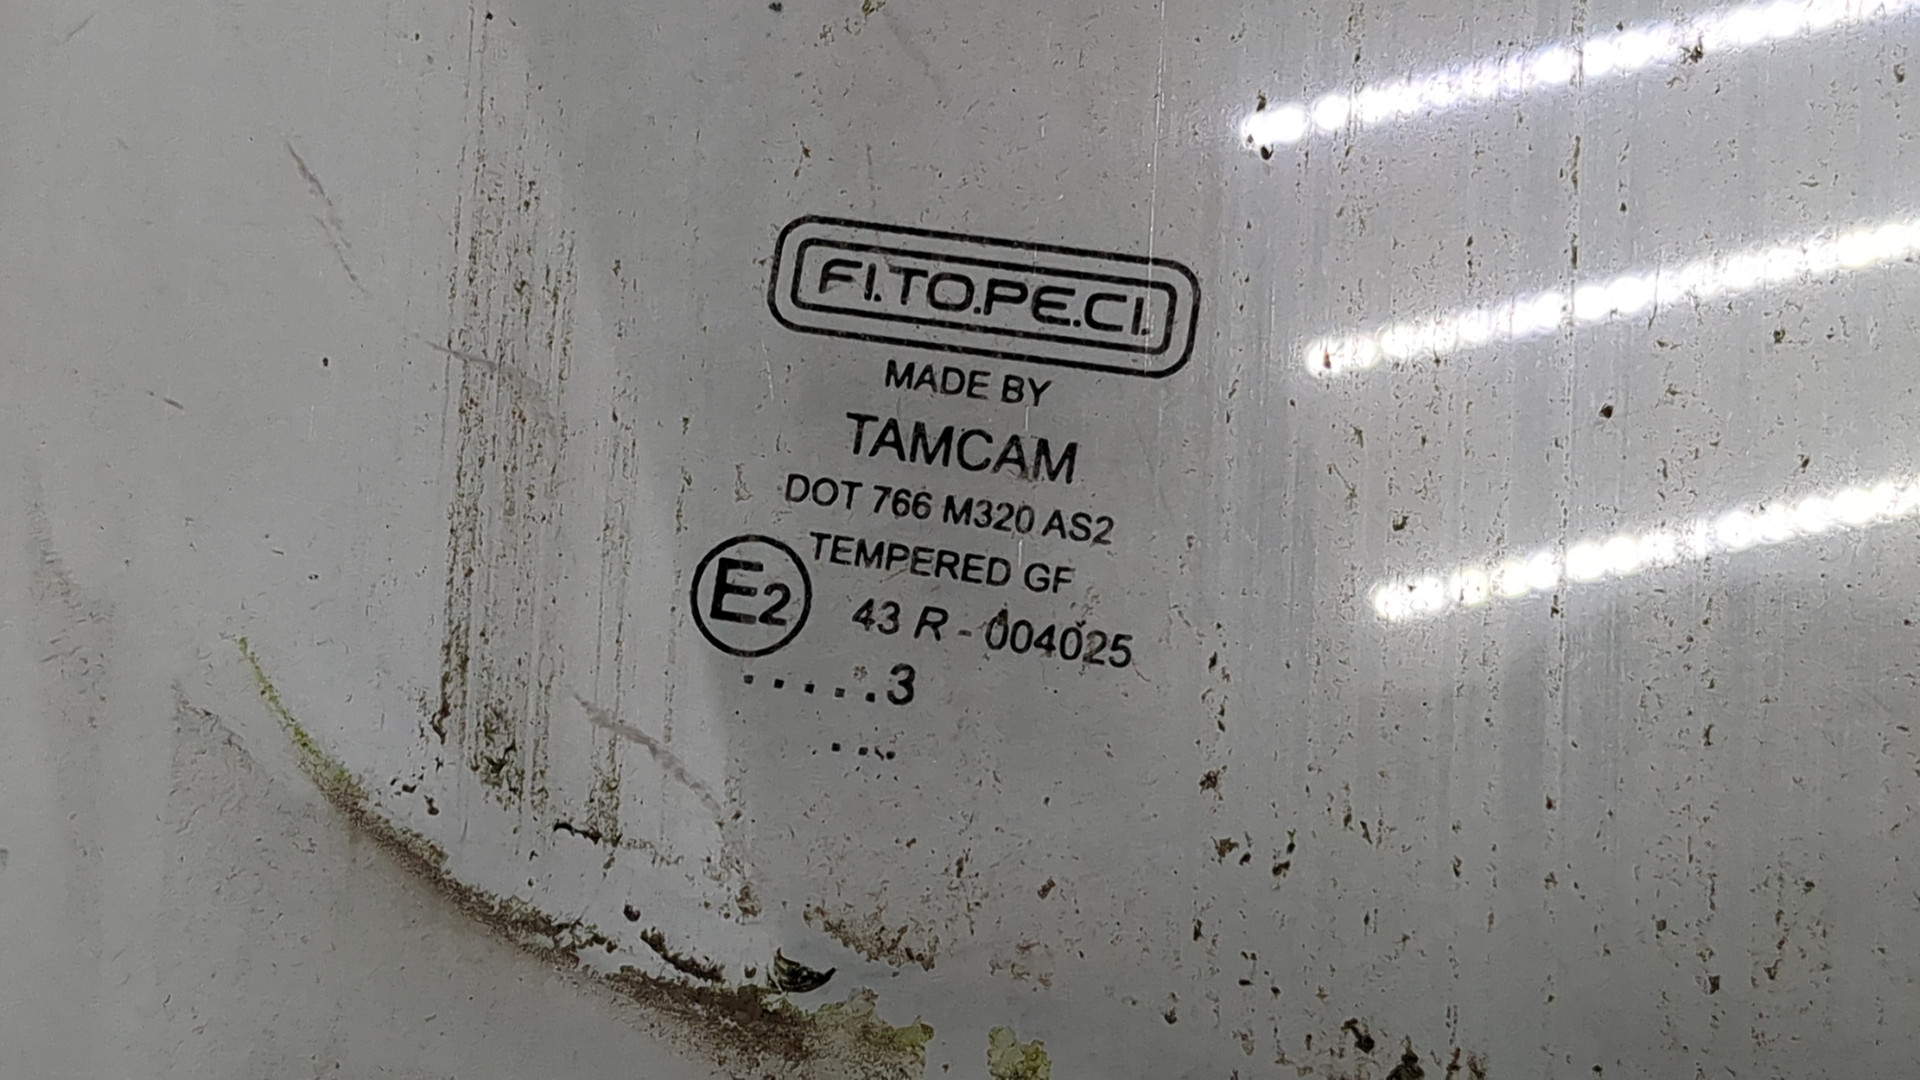 FI.TO.PE.CI.
MADE BY
TAMCAM
DOT 766 M320 AS2
TEMPERED GF
E2 43 R - 004025
.....3
...